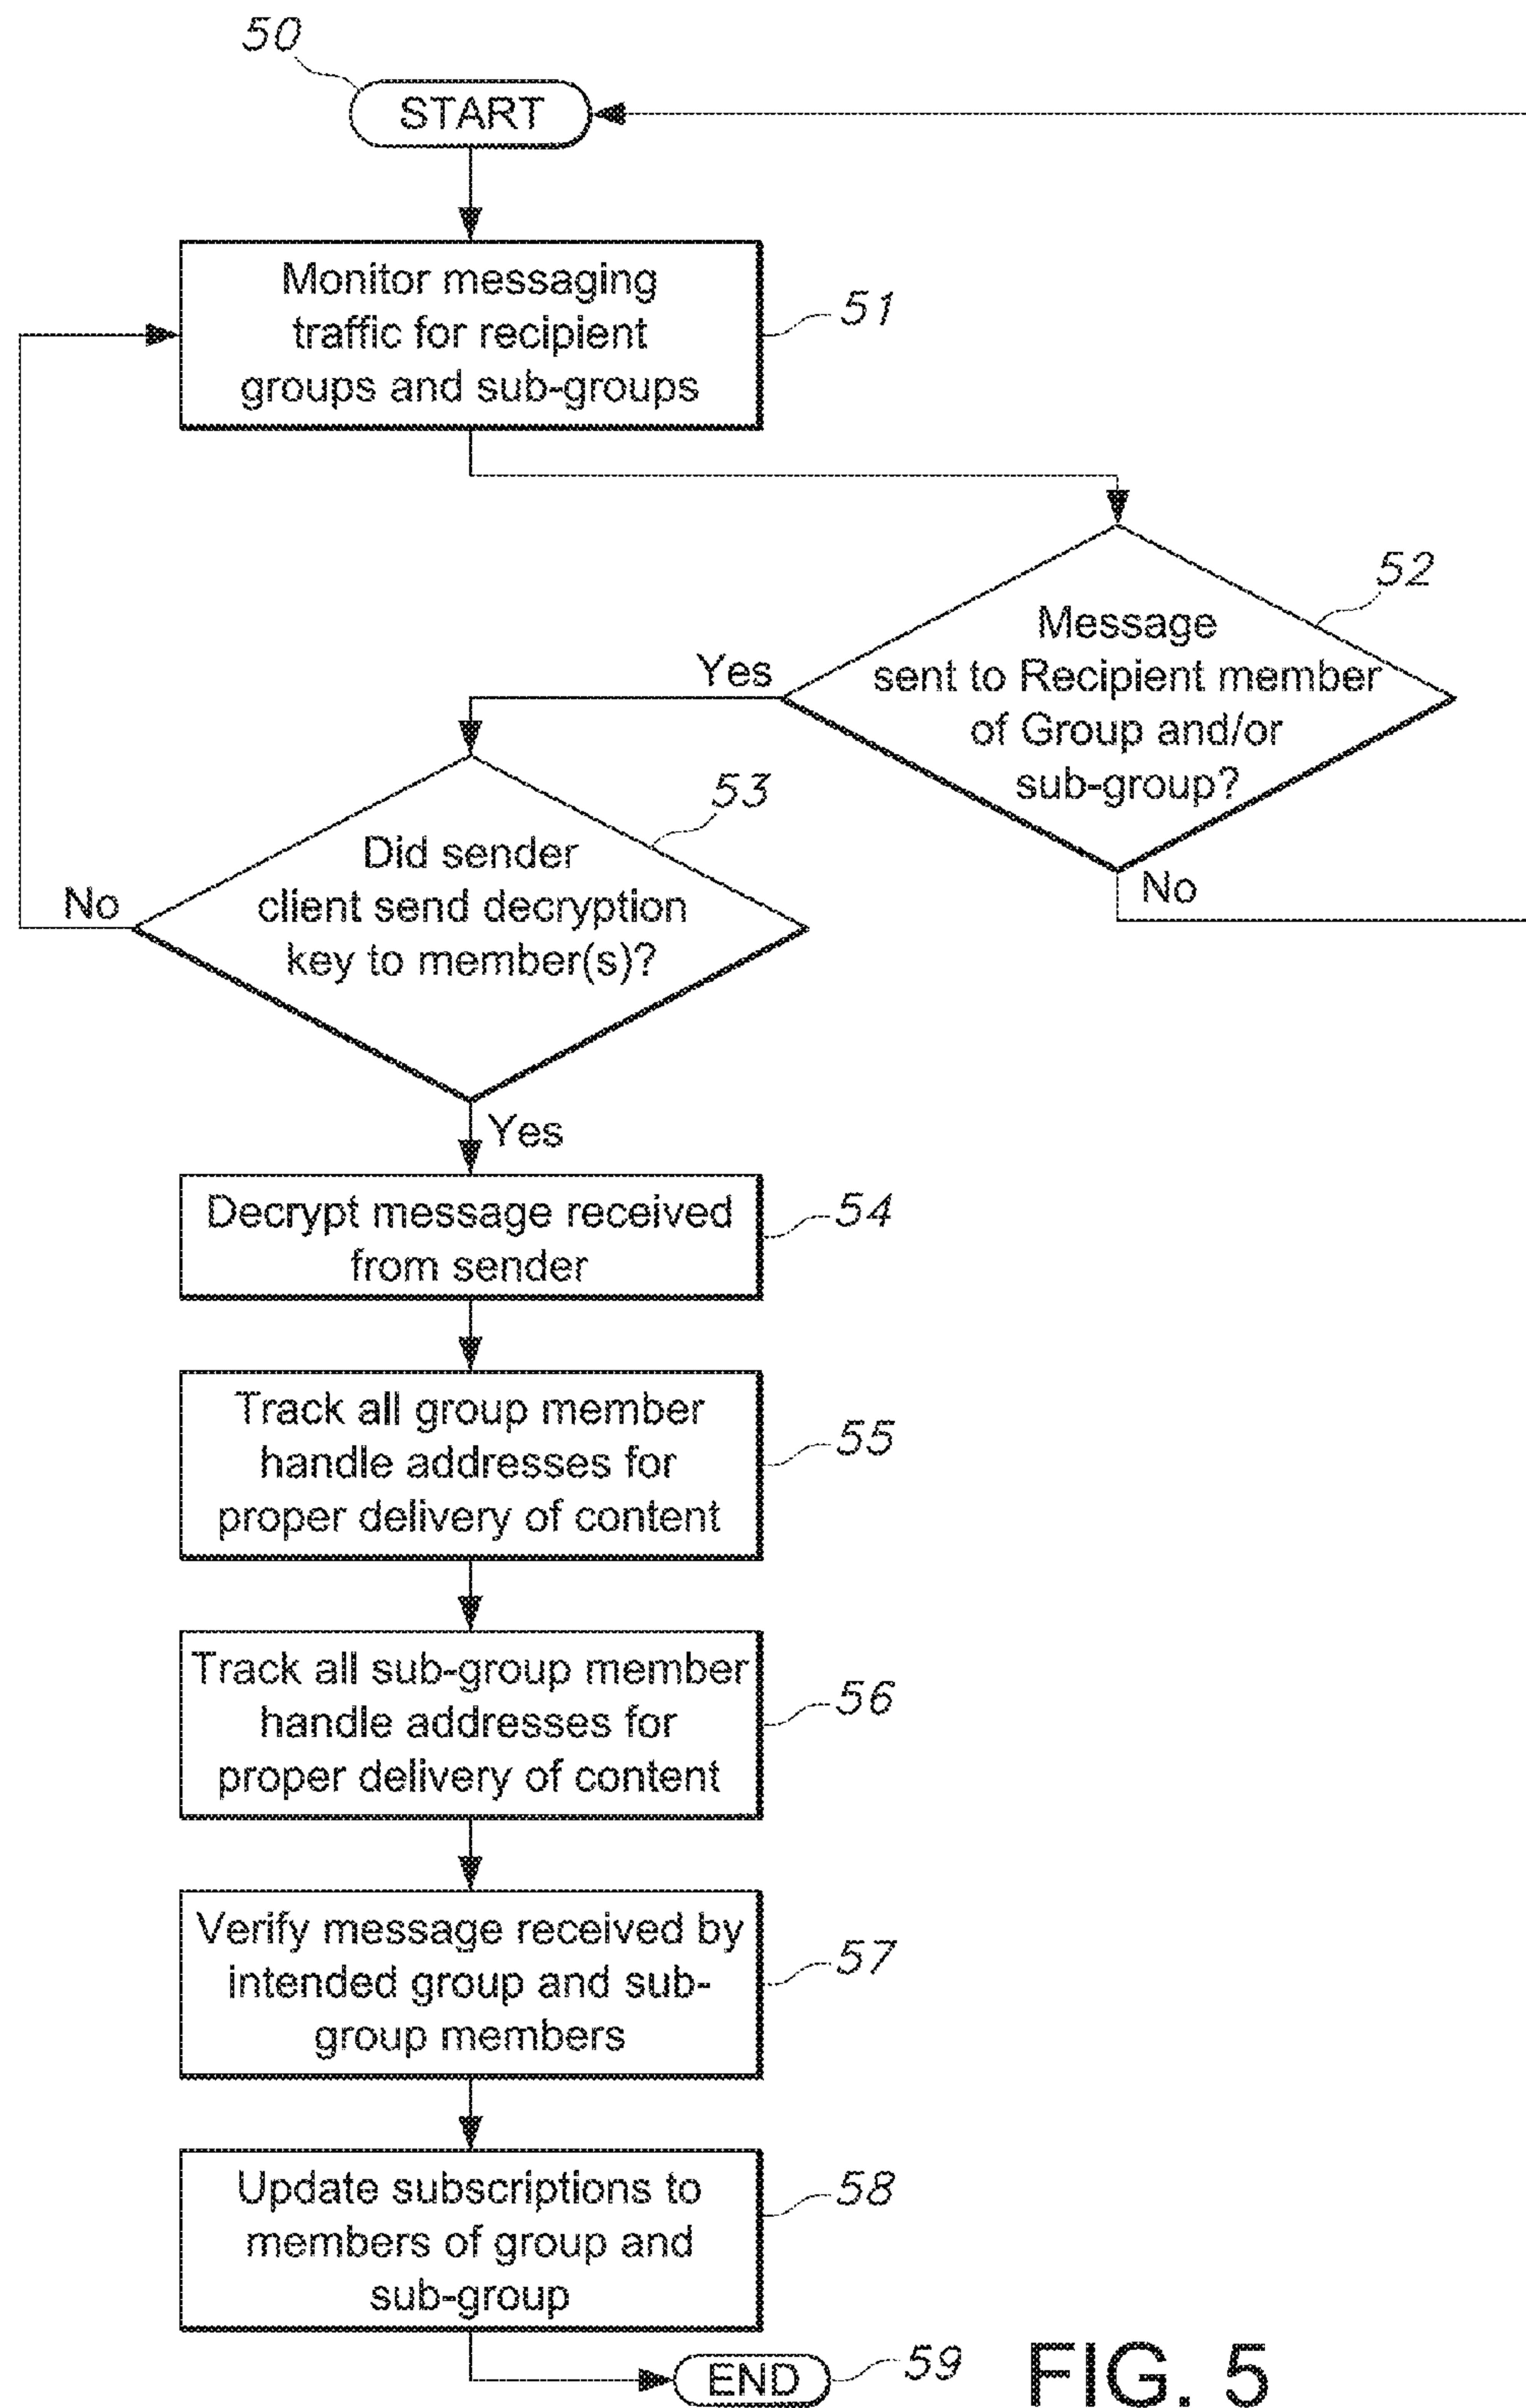 50
START
Monitor messaging
traffic for recipient
groups and sub-groups
51
52
Message
sent to Recipient member
of Group and/or
sub-group?
Yes
No
53
Did sender
client send decryption
key to member(s)?
No
Yes
Decrypt message received
from sender
54
Track all group member
handle addresses for
proper delivery of content
55
Track all sub-group member
handle addresses for
proper delivery of content
56
Verify message received by
intended group and sub-
group members
57
Update subscriptions to
members of group and
sub-group
58
END
59
FIG. 5